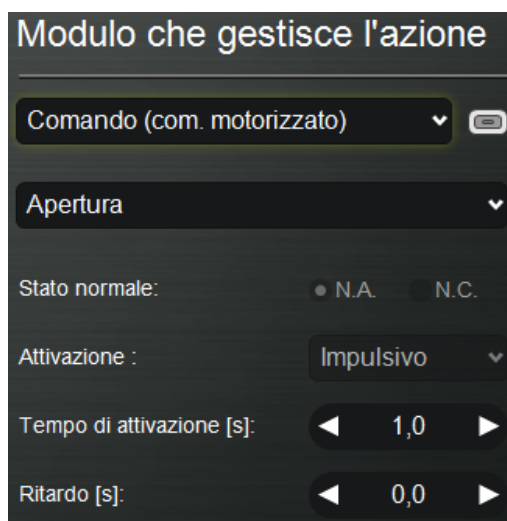 Modulo che gestisce l'azione
Comando (com. motorizzato)
Apertura
Stato normale: N.A. N.C.
Attivazione : Impulsivo
Tempo di attivazione [s]: 1,0
Ritardo [s]: 0,0